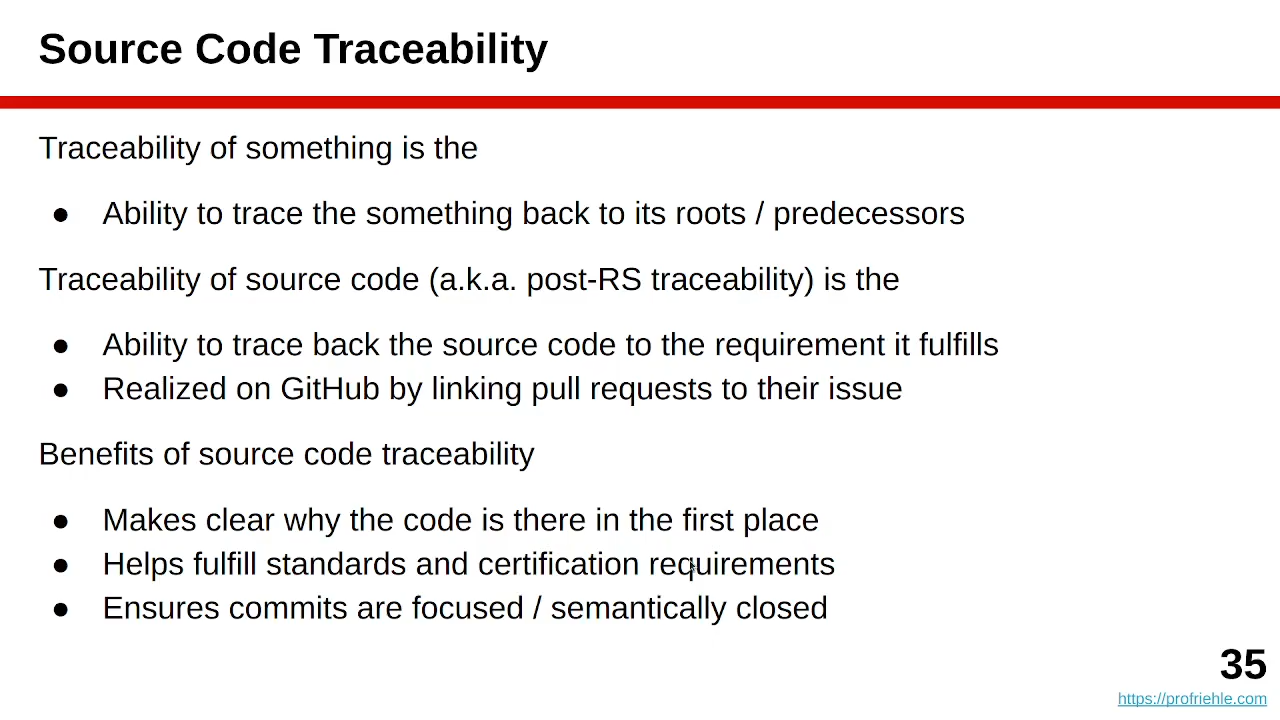 Source Code Traceability
Traceability of something is the
● Ability to trace the something back to its roots / predecessors
Traceability of source code (a.k.a. post-RS traceability) is the
● Ability to trace back the source code to the requirement it fulfills
● Realized on GitHub by linking pull requests to their issue
Benefits of source code traceability
● Makes clear why the code is there in the first place
● Helps fulfill standards and certification requirements
● Ensures commits are focused / semantically closed
35
https://profriehle.com